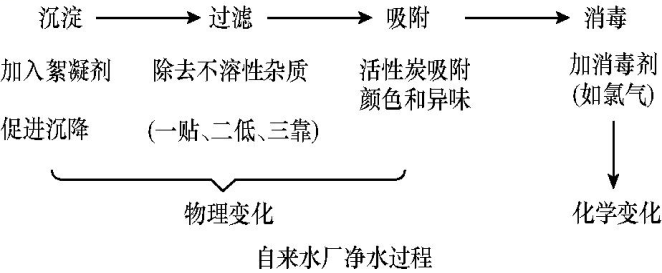 沉淀 过滤 吸附 消毒
加入絮凝剂 除去不溶性杂质 活性炭吸附 加消毒剂
颜色和异味 (如氯气)
促进沉降 (一贴、二低、三靠)
物理变化 化学变化
自来水厂净水过程